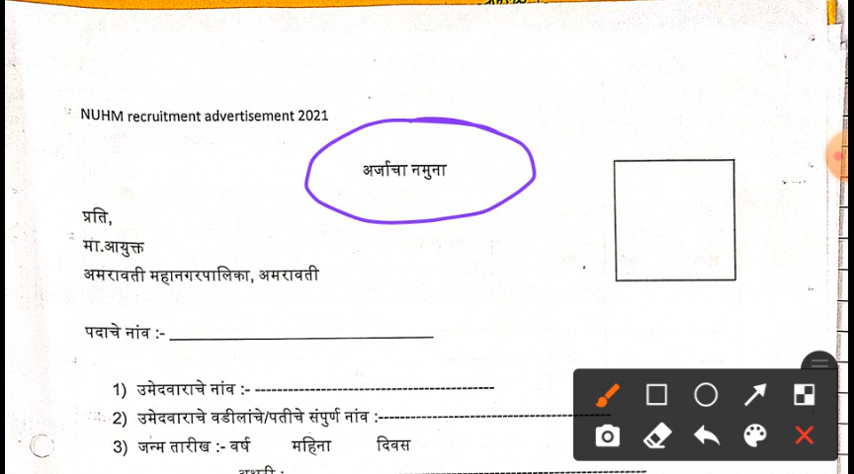 NUHM recruitment advertisement 2021
अर्जाचा नमुना
प्रति,
मा.आयुक्त
अमरावती महानगरपालिका, अमरावती
पदाचे नांव :-
1) उमेदवाराचे नांव :-
2) उमेदवाराचे वडीलांचे/पतीचे संपुर्ण नांव :-
3) जन्म तारीख :- वर्ष महिना दिवस